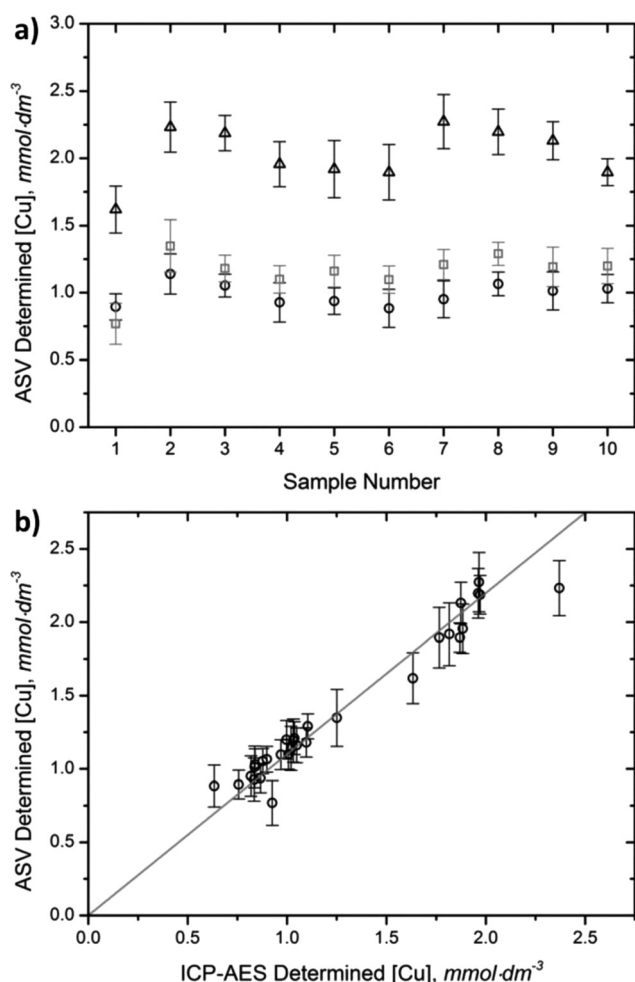 a)
3.0
2.5
2.0
1.5
1.0
0.5
0.0
ASV Determined [Cu], mmol·dm⁻³
1 2 3 4 5 6 7 8 9 10
Sample Number
b)
2.5
2.0
1.5
1.0
0.5
0.0
ASV Determined [Cu], mmol·dm⁻³
0.0 0.5 1.0 1.5 2.0 2.5
ICP-AES Determined [Cu], mmol·dm⁻³